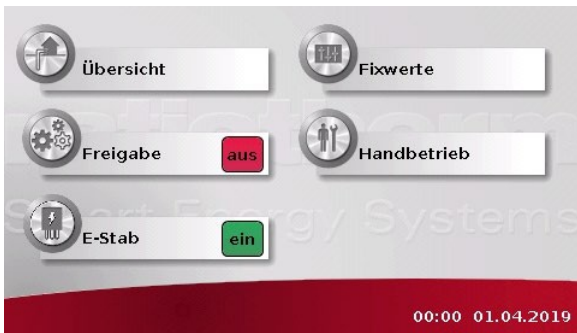 Übersicht
Fixwerte
Freigabe
aus
Handbetrieb
E-Stab
ein
Smart Energy Systems
00:00 01.04.2019